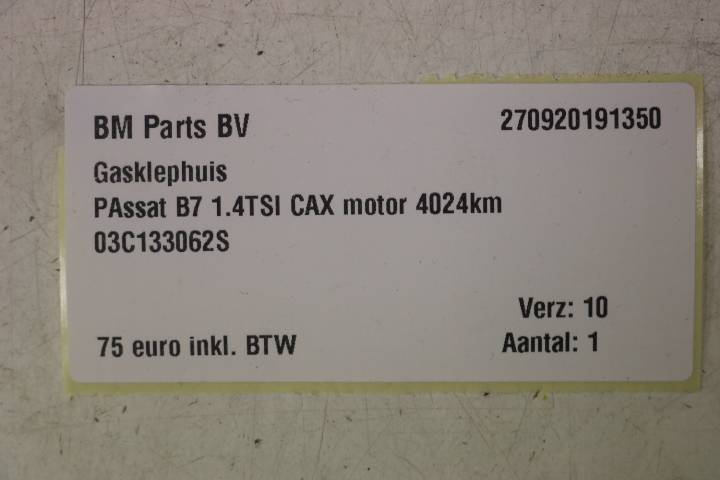 BM Parts BV 270920191350
Gasklephuis
PAssat B7 1.4TSI CAX motor 4024km
03C133062S
Verz: 10
75 euro inkl. BTW Aantal: 1